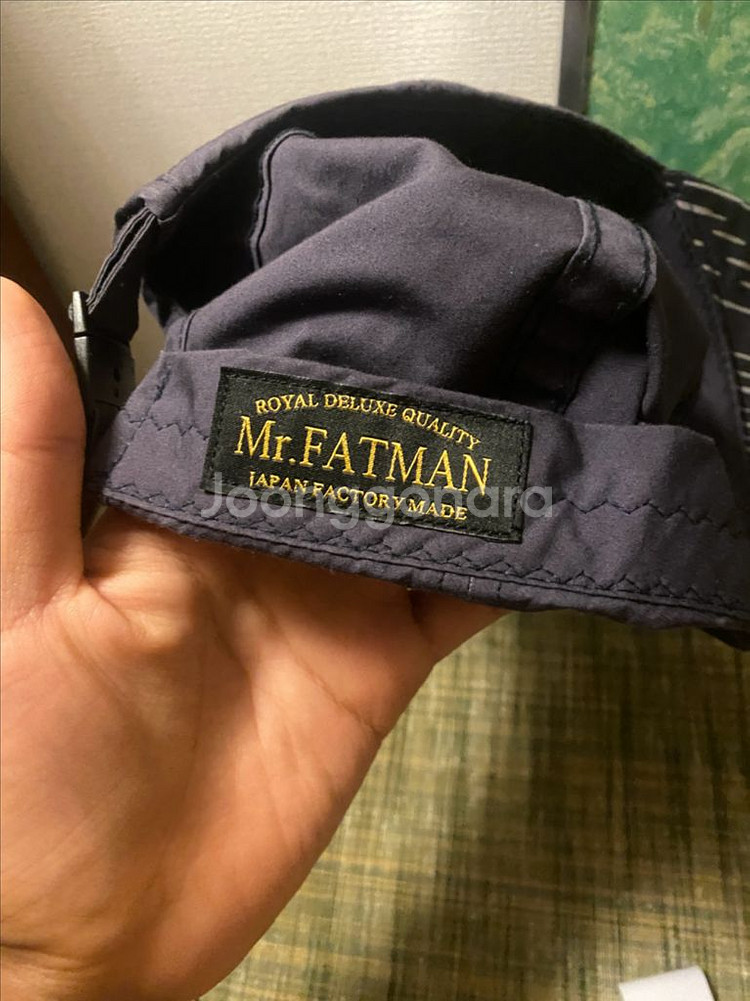 ROYAL DELUXE QUALITY
Mr.FATMAN
JAPAN FACTORY MADE
Joonggonara